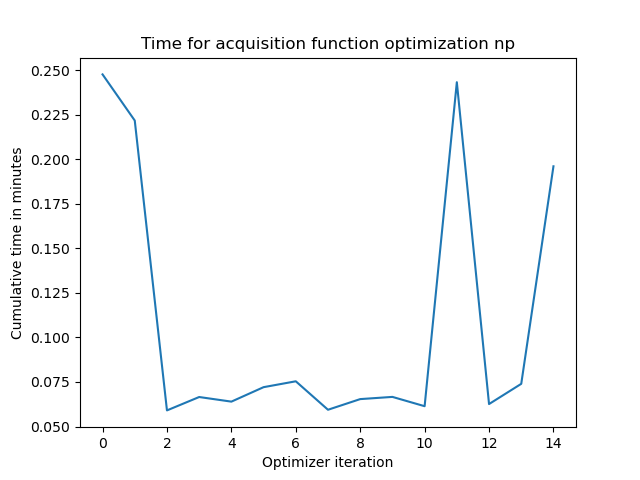 Time for acquisition function optimization np
0.250
0.225
0.200
0.175
0.150
0.125
0.100
0.075
0.050
Cumulative time in minutes
0 2 4 6 8 10 12 14
Optimizer iteration